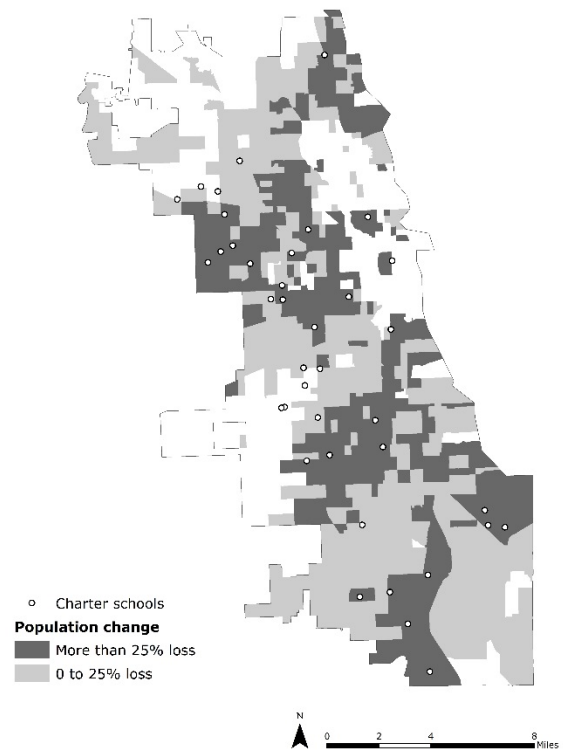 Charter schools
Population change
More than 25% loss
0 to 25% loss
N
0 2 4 8
Miles